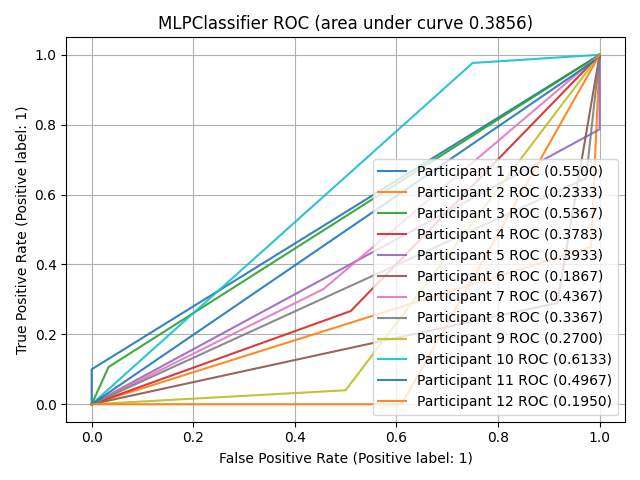 MLPClassifier ROC (area under curve 0.3856)
1.0
0.8
0.6
0.4
0.2
0.0
True Positive Rate (Positive label: 1)
Participant 1 ROC (0.5500)
Participant 2 ROC (0.2333)
Participant 3 ROC (0.5367)
Participant 4 ROC (0.3783)
Participant 5 ROC (0.3933)
Participant 6 ROC (0.1867)
Participant 7 ROC (0.4367)
Participant 8 ROC (0.3367)
Participant 9 ROC (0.2700)
Participant 10 ROC (0.6133)
Participant 11 ROC (0.4967)
Participant 12 ROC (0.1950)
0.0 0.2 0.4 0.6 0.8 1.0
False Positive Rate (Positive label: 1)